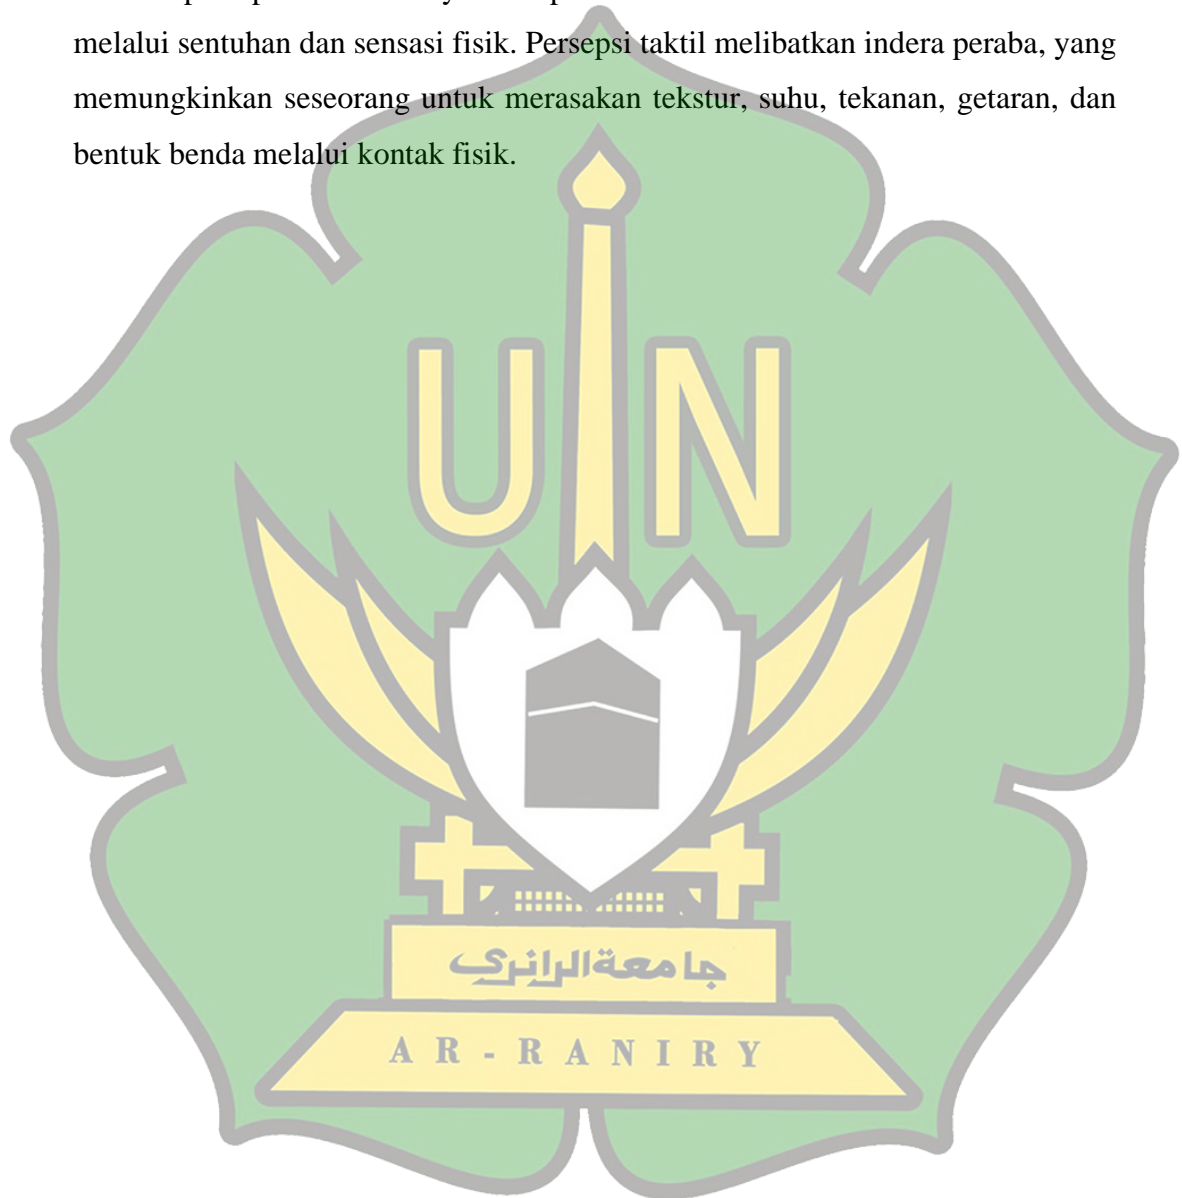 melalui sentuhan dan sensasi fisik. Persepsi taktil melibatkan indera peraba, yang
memungkinkan seseorang untuk merasakan tekstur, suhu, tekanan, getaran, dan
bentuk benda melalui kontak fisik.
UIN
جامعة الرانري
AR-RANIRY